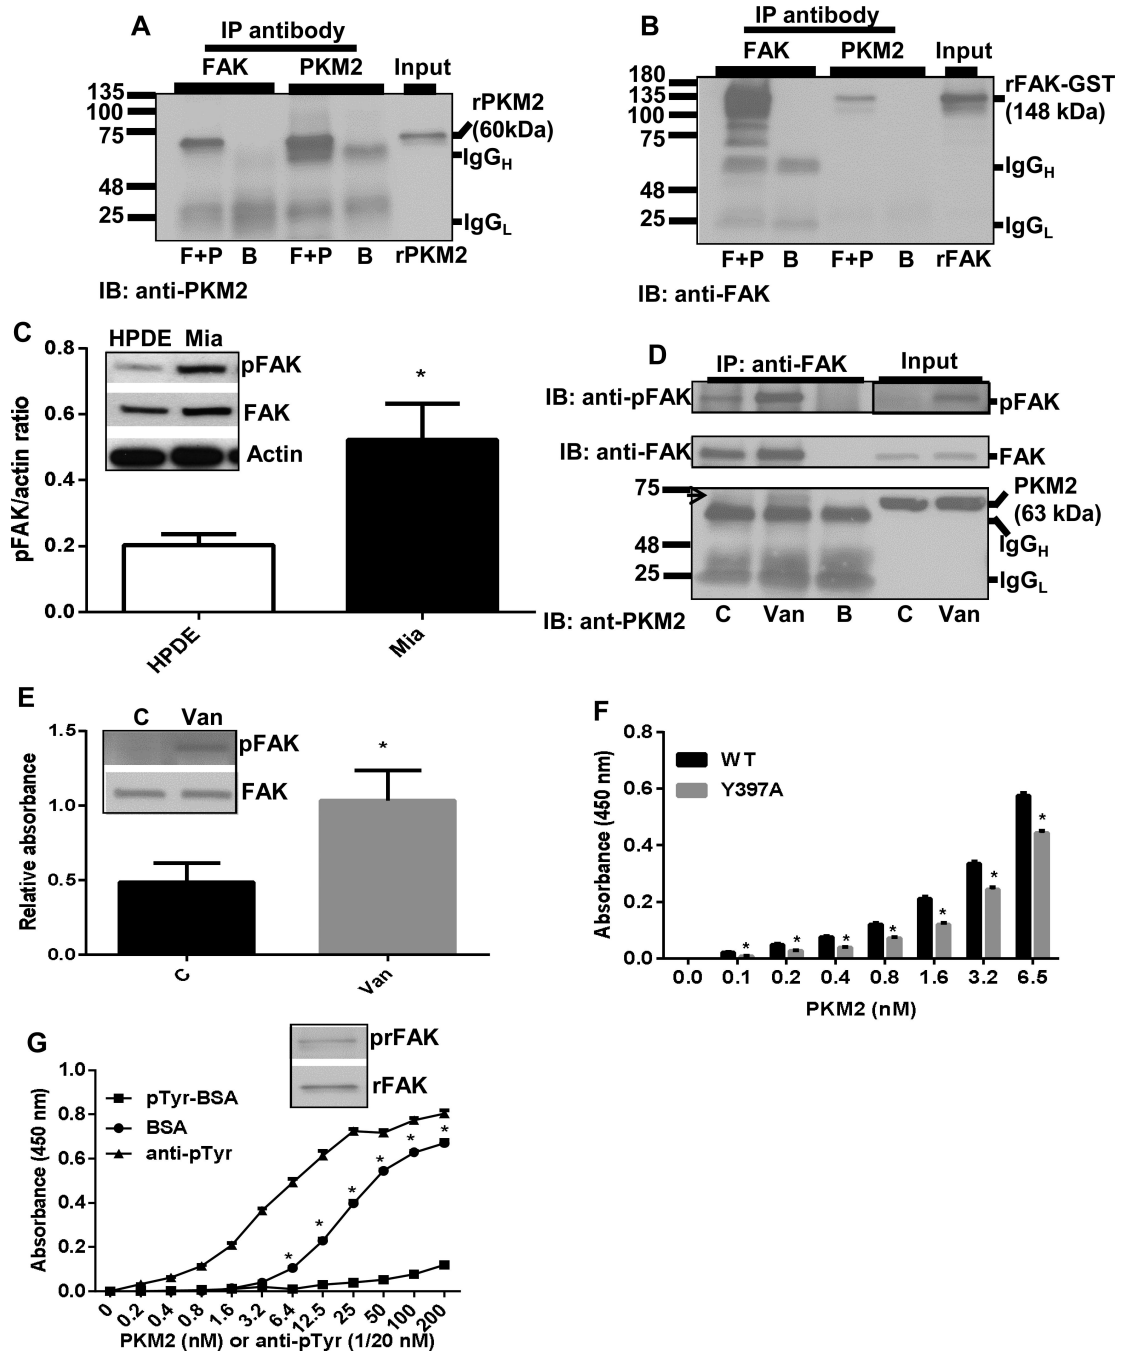 A
IP antibody
FAK PKM2 Input
135
100
75
48
25
rPKM2
(60kDa)
IgGH
IgGL
F+P B F+P B rPKM2
IB: anti-PKM2
B
IP antibody
FAK PKM2 Input
180
135
100
75
48
25
rFAK-GST
(148 kDa)
IgGH
IgGL
F+P B F+P B rFAK
IB: anti-FAK
C
HPDE Mia
pFAK
FAK
Actin
pFAK/actin ratio
0.8
0.6
0.4
0.2
0.0
*
HPDE
Mia
D
IP: anti-FAK Input
IB: anti-pFAK
pFAK
IB: anti-FAK
FAK
75
48
25
PKM2
(63 kDa)
IgGH
IgGL
IB: ant-PKM2
C Van B C Van
E
C Van
pFAK
FAK
Relative absorbance
1.5
1.0
0.5
0.0
*
C
Van
F
WT
Y397A
Absorbance (450 nm)
0.8
0.6
0.4
0.2
0.0
* * * * * * *
0.0 0.1 0.2 0.4 0.8 1.6 3.2 6.5
PKM2 (nM)
G
prFAK
rFAK
pTyr-BSA
BSA
anti-pTyr
Absorbance (450 nm)
1.0
0.8
0.6
0.4
0.2
0.0
* * * * * *
0 0.2 0.4 0.8 1.6 3.2 6.4 12.5 25 50 100 200
PKM2 (nM) or anti-pTyr (1/20 nM)